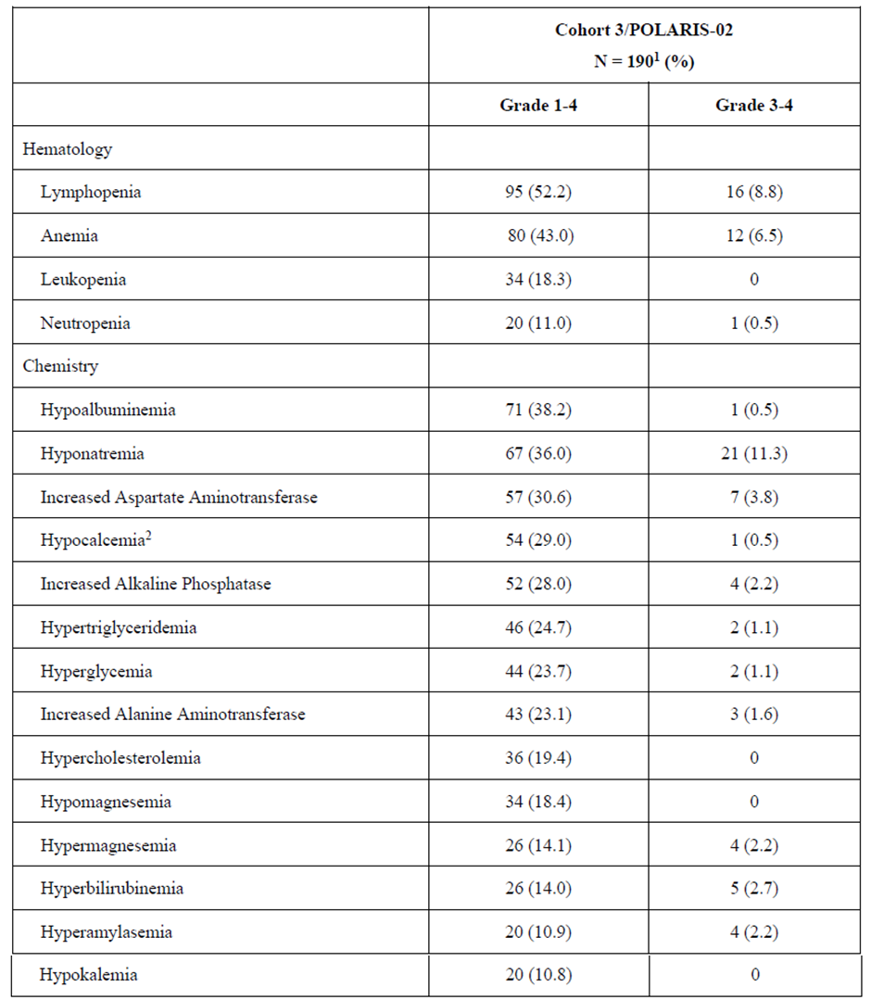 Cohort 3/POLARIS-02
N = 190¹ (%)
Grade 1-4 Grade 3-4
Hematology
Lymphopenia 95 (52.2) 16 (8.8)
Anemia 80 (43.0) 12 (6.5)
Leukopenia 34 (18.3) 0
Neutropenia 20 (11.0) 1 (0.5)
Chemistry
Hypoalbuminemia 71 (38.2) 1 (0.5)
Hyponatremia 67 (36.0) 21 (11.3)
Increased Aspartate Aminotransferase 57 (30.6) 7 (3.8)
Hypocalcemia² 54 (29.0) 1 (0.5)
Increased Alkaline Phosphatase 52 (28.0) 4 (2.2)
Hypertriglyceridemia 46 (24.7) 2 (1.1)
Hyperglycemia 44 (23.7) 2 (1.1)
Increased Alanine Aminotransferase 43 (23.1) 3 (1.6)
Hypercholesterolemia 36 (19.4) 0
Hypomagnesemia 34 (18.4) 0
Hypermagnesemia 26 (14.1) 4 (2.2)
Hyperbilirubinemia 26 (14.0) 5 (2.7)
Hyperamylasemia 20 (10.9) 4 (2.2)
Hypokalemia 20 (10.8) 0